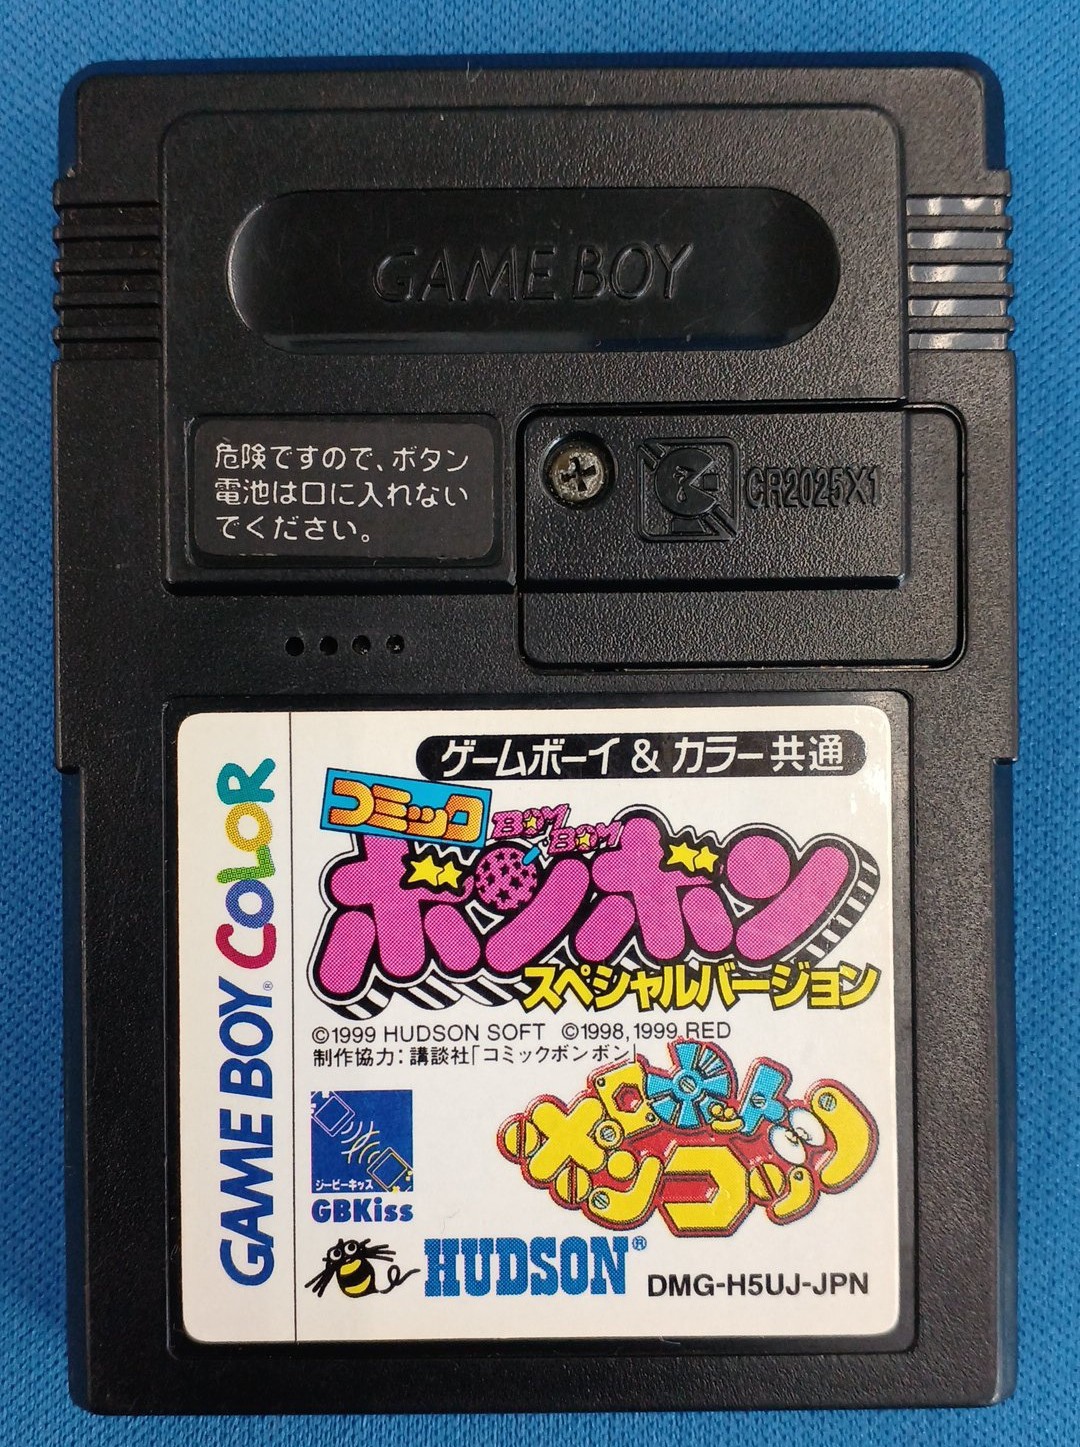 GAME BOY
危険ですので、ボタン
電池は口に入れない
でください。
CR2025X1
GAME BOY COLOR
ゲームボーイ & カラー共通
コミック
BOM BOM
ボンボン
スペシャルバージョン
©1999 HUDSON SOFT ©1998,1999 RED
制作協力:講談社「コミックボンボン」
ジービーキッス
GBKiss
メロポン
メンコッツ
HUDSON®
DMG-H5UJ-JPN